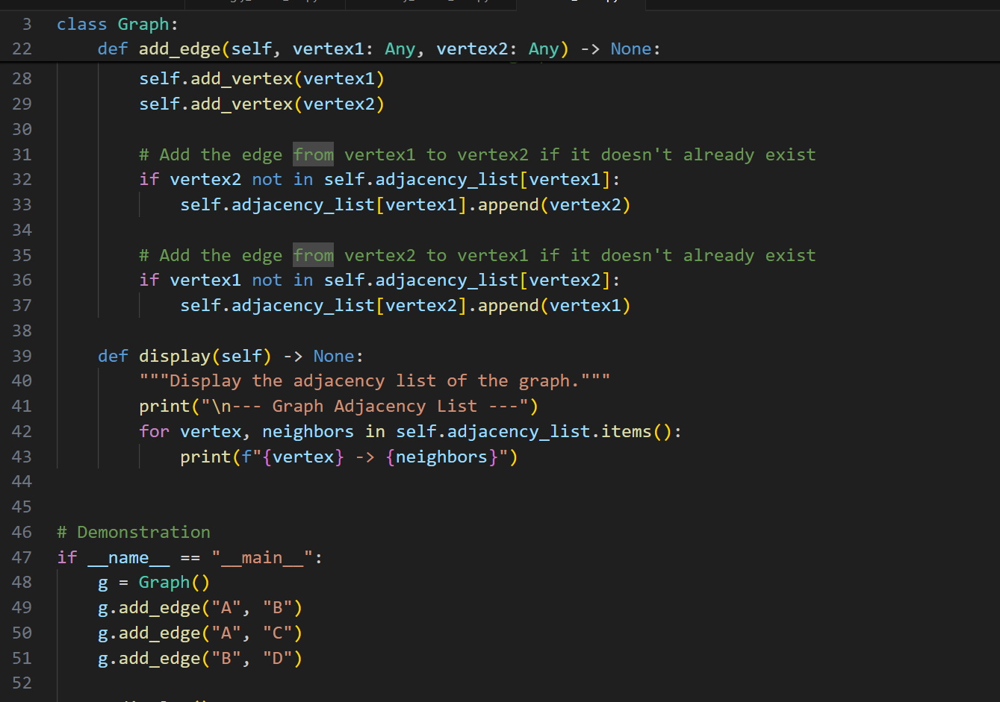 3 class Graph:
22     def add_edge(self, vertex1: Any, vertex2: Any) -> None:
28         self.add_vertex(vertex1)
29         self.add_vertex(vertex2)
30
31         # Add the edge from vertex1 to vertex2 if it doesn't already exist
32         if vertex2 not in self.adjacency_list[vertex1]:
33             self.adjacency_list[vertex1].append(vertex2)
34
35         # Add the edge from vertex2 to vertex1 if it doesn't already exist
36         if vertex1 not in self.adjacency_list[vertex2]:
37             self.adjacency_list[vertex2].append(vertex1)
38
39     def display(self) -> None:
40         """Display the adjacency list of the graph."""
41         print("\n--- Graph Adjacency List ---")
42         for vertex, neighbors in self.adjacency_list.items():
43             print(f"{vertex} -> {neighbors}")
44
45
46 # Demonstration
47 if __name__ == "__main__":
48     g = Graph()
49     g.add_edge("A", "B")
50     g.add_edge("A", "C")
51     g.add_edge("B", "D")
52